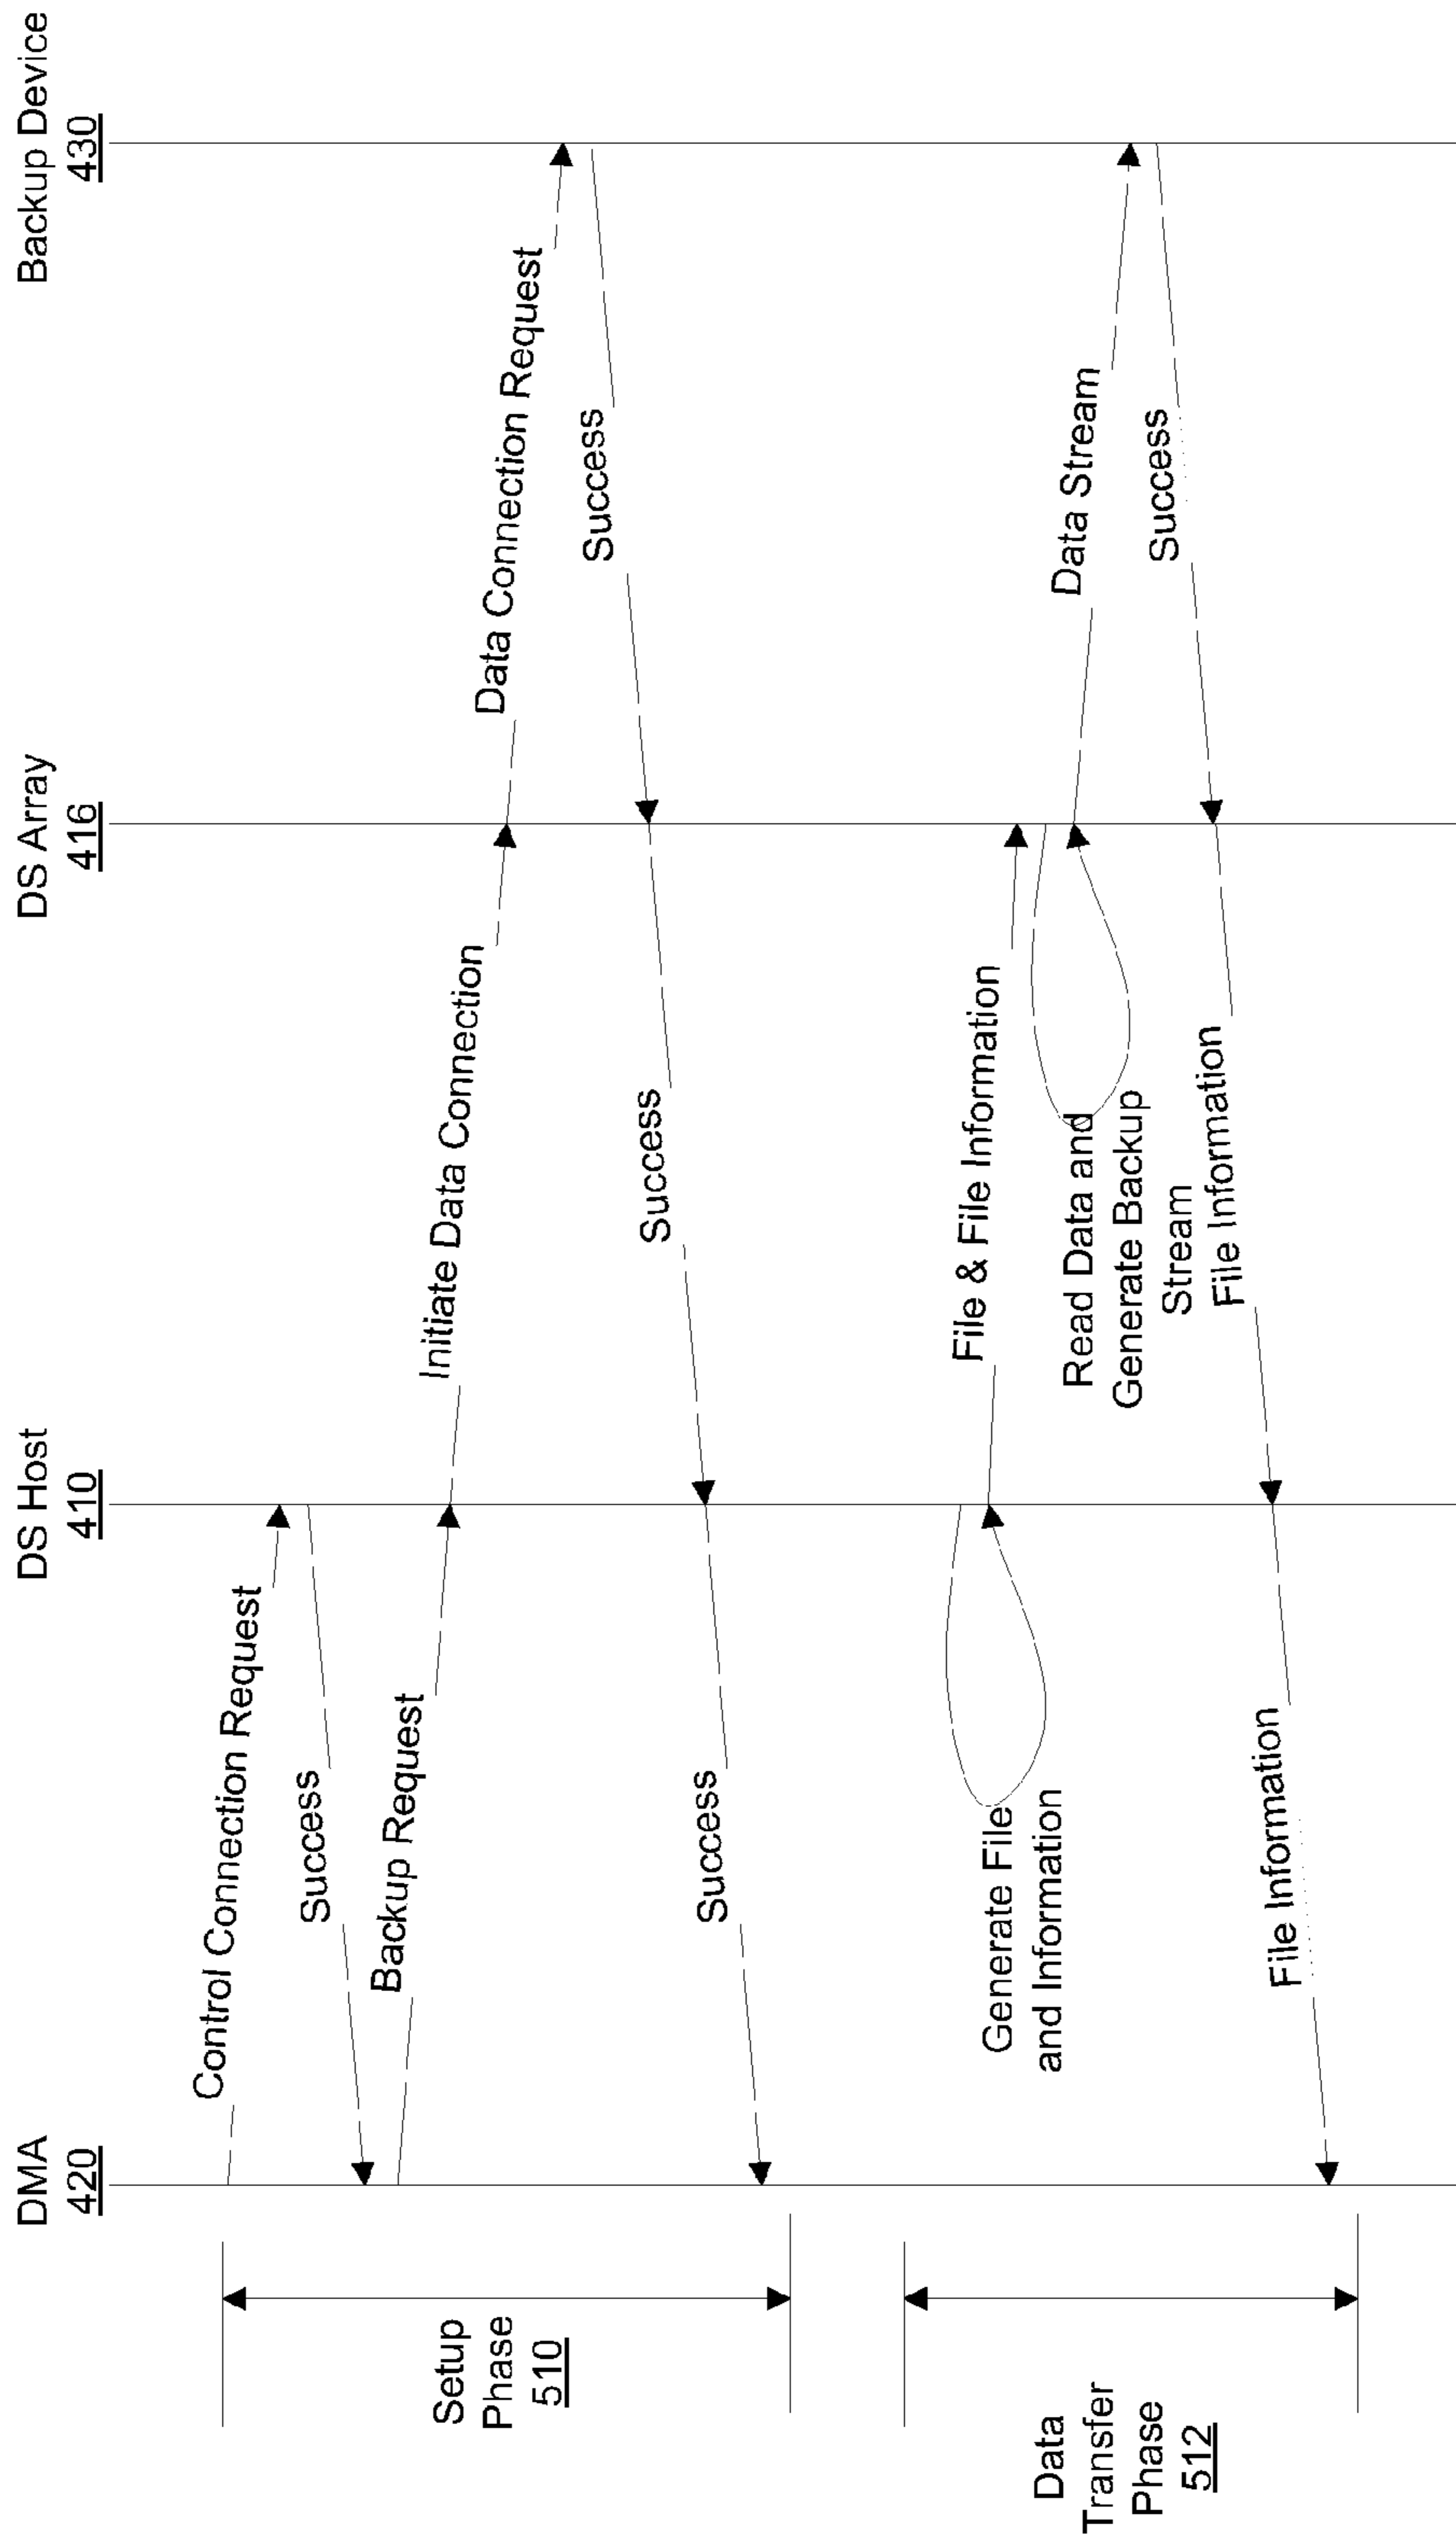 DMA
420
DS Host
410
DS Array
416
Backup Device
430
Setup
Phase
510
Control Connection Request
Success
Backup Request
Initiate Data Connection
Data Connection Request
Success
Success
Success
Data
Transfer
Phase
512
Generate File
and Information
File & File Information
Read Data and
Generate Backup
Stream
Data Stream
Success
File Information
File Information